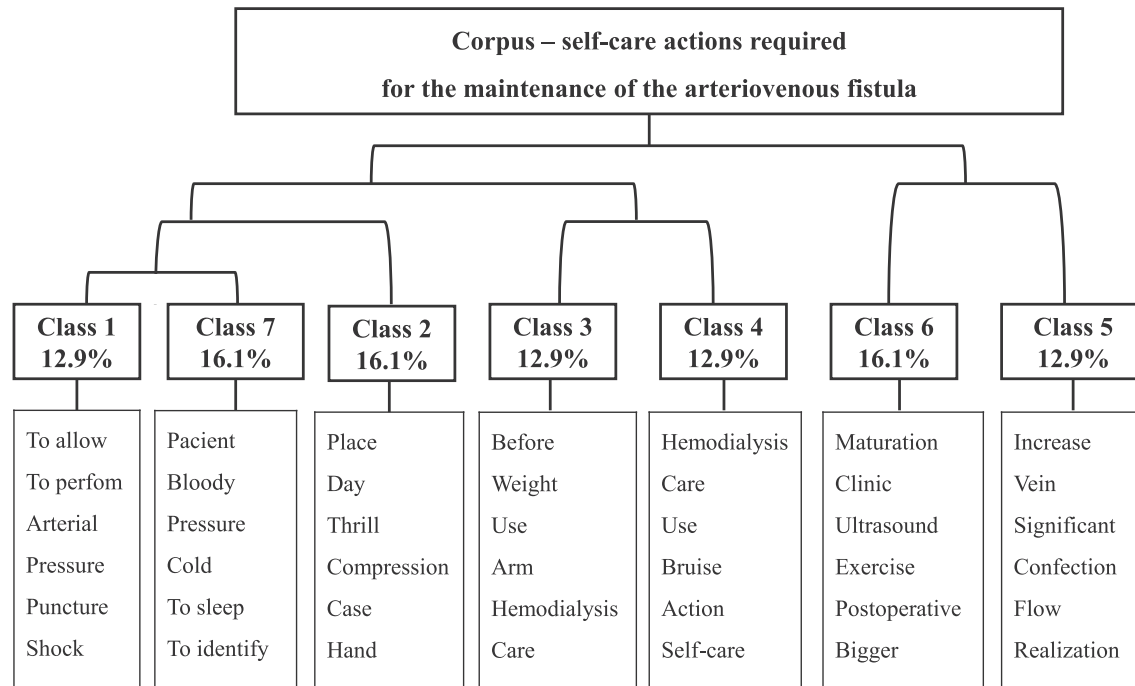 Corpus – self-care actions required
for the maintenance of the arteriovenous fistula
Class 1
12.9%
Class 7
16.1%
Class 2
16.1%
Class 3
12.9%
Class 4
12.9%
Class 6
16.1%
Class 5
12.9%
To allow
To perfom
Arterial
Pressure
Puncture
Shock
Pacient
Bloody
Pressure
Cold
To sleep
To identify
Place
Day
Thrill
Compression
Case
Hand
Before
Weight
Use
Arm
Hemodialysis
Care
Hemodialysis
Care
Use
Bruise
Action
Self-care
Maturation
Clinic
Ultrasound
Exercise
Postoperative
Bigger
Increase
Vein
Significant
Confection
Flow
Realization